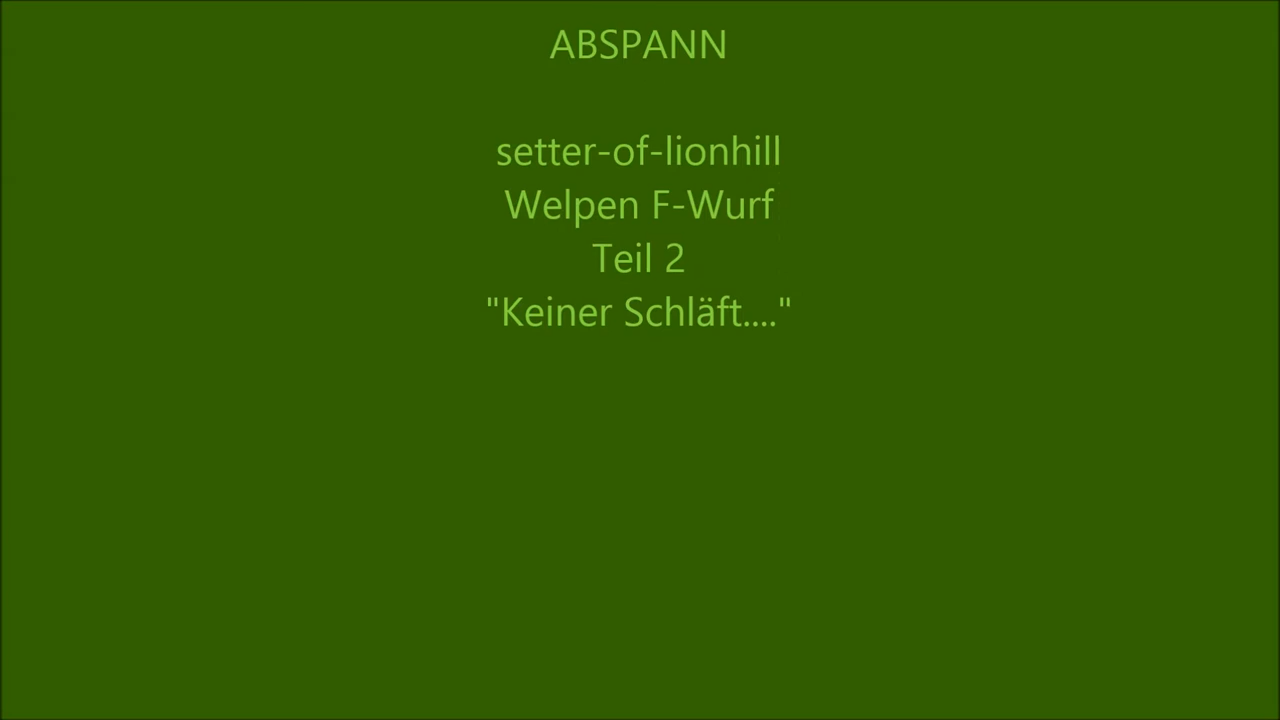 ABSPANN
setter-of-lionhill
Welpen F-Wurf
Teil 2
"Keiner Schläft...."